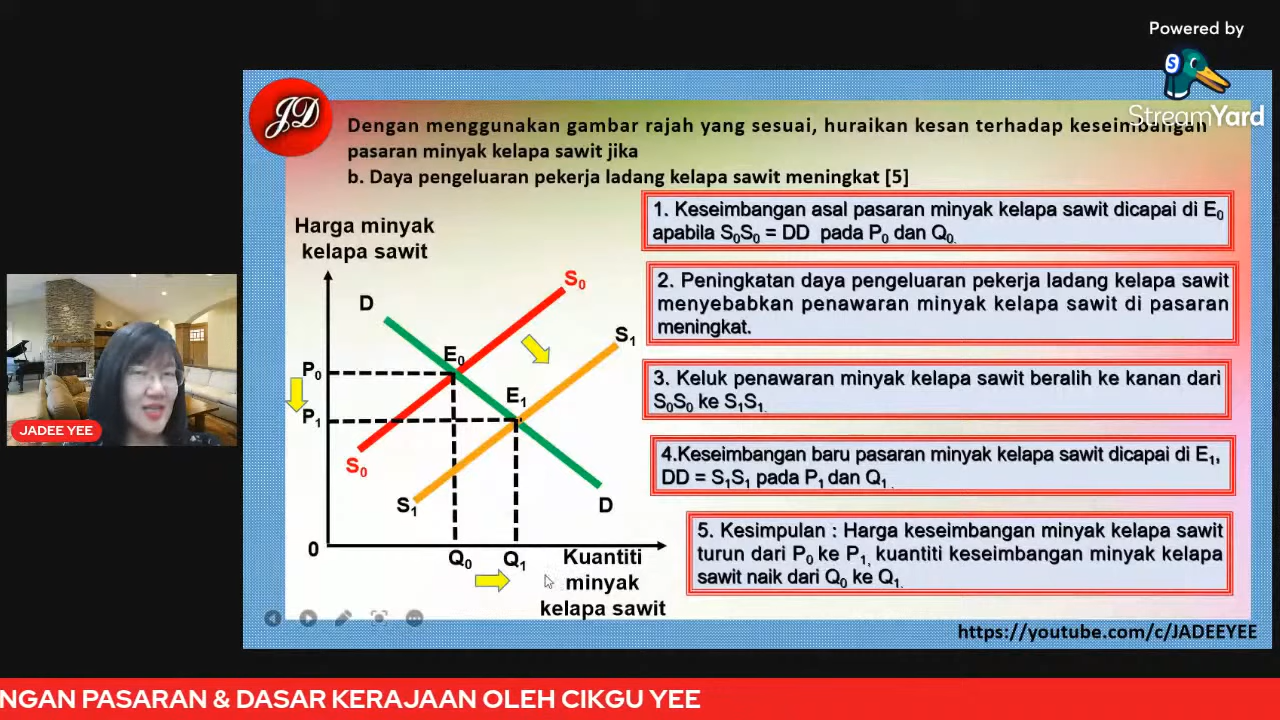 Powered by
S
StreamYard
JD
Dengan menggunakan gambar rajah yang sesuai, huraikan kesan terhadap keseimbangan
pasaran minyak kelapa sawit jika
b. Daya pengeluaran pekerja ladang kelapa sawit meningkat [5]
Harga minyak
kelapa sawit
D
S₀
S₁
E₀
P₀
E₁
P₁
S₀
S₁
D
0
Q₀
Q₁
Kuantiti
minyak
kelapa sawit
1. Keseimbangan asal pasaran minyak kelapa sawit dicapai di E₀
apabila S₀S₀ = DD pada P₀ dan Q₀.
2. Peningkatan daya pengeluaran pekerja ladang kelapa sawit
menyebabkan penawaran minyak kelapa sawit di pasaran
meningkat.
3. Keluk penawaran minyak kelapa sawit beralih ke kanan dari
S₀S₀ ke S₁S₁.
4.Keseimbangan baru pasaran minyak kelapa sawit dicapai di E₁,
DD = S₁S₁ pada P₁ dan Q₁ .
5. Kesimpulan : Harga keseimbangan minyak kelapa sawit
turun dari P₀ ke P₁, kuantiti keseimbangan minyak kelapa
sawit naik dari Q₀ ke Q₁.
JADEE YEE
https://youtube.com/c/JADEEYEE
NGAN PASARAN & DASAR KERAJAAN OLEH CIKGU YEE